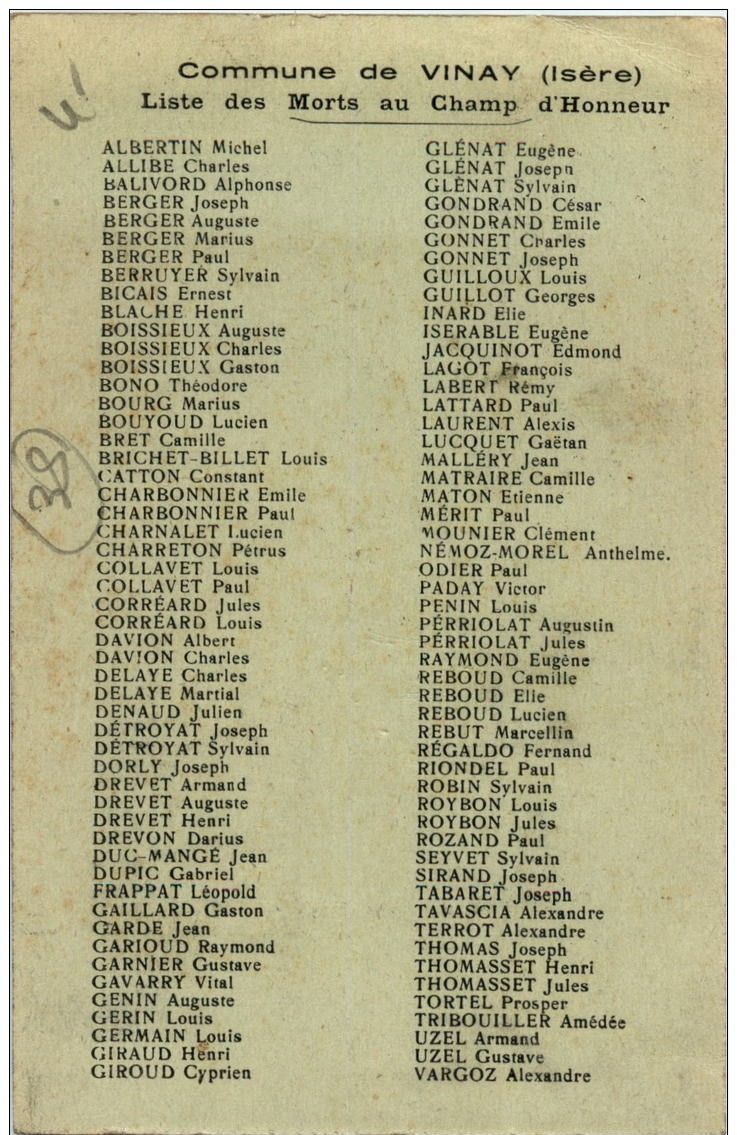 Commune de VINAY (Isère)
Liste des Morts au Champ d'Honneur
ALBERTIN Michel
ALLIBE Charles
BALIVORD Alphonse
BERGER Joseph
BERGER Auguste
BERGER Marius
BERGER Paul
BERRUYER Sylvain
BICAIS Ernest
BLACHE Henri
BOISSIEUX Auguste
BOISSIEUX Charles
BOISSIEUX Gaston
BONO Théodore
BOURG Marius
BOUYOUD Lucien
BRET Camille
BRICHET-BILLET Louis
CATTON Constant
CHARBONNIER Emile
CHARBONNIER Paul
CHARNALET Lucien
CHARRETON Pétrus
COLLAVET Louis
COLLAVET Paul
CORRÉARD Jules
CORRÉARD Louis
DAVION Albert
DAVION Charles
DELAYE Charles
DELAYE Martial
DENAUD Julien
DÉTROYAT Joseph
DÉTROYAT Sylvain
DORLY Joseph
DREVET Armand
DREVET Auguste
DREVET Henri
DREVON Darius
DUC-MANGÉ Jean
DUPIC Gabriel
FRAPPAT Léopold
GAILLARD Gaston
GARDE Jean
GARIOUD Raymond
GARNIER Gustave
GAVARRY Vital
GENIN Auguste
GERIN Louis
GERMAIN Louis
GIRAUD Henri
GIROUD Cyprien
GLÉNAT Eugène
GLÉNAT Joseph
GLÉNAT Sylvain
GONDRAND César
GONDRAND Emile
GONNET Charles
GONNET Joseph
GUILLOUX Louis
GUILLOT Georges
INARD Elie
ISERABLE Eugène
JACQUINOT Edmond
LAGOT François
LABERT Rémy
LATTARD Paul
LAURENT Alexis
LUCQUET Gaëtan
MALLÉRY Jean
MATRAIRE Camille
MATON Etienne
MÉRIT Paul
MOUNIER Clément
NÉMOZ-MOREL Anthelme.
ODIER Paul
PADAY Victor
PENIN Louis
PÉRRIOLAT Augustin
PÉRRIOLAT Jules
RAYMOND Eugène
REBOUD Camille
REBOUD Elie
REBOUD Lucien
REBUT Marcellin
RÉGALDO Fernand
RIONDEL Paul
ROBIN Sylvain
ROYBON Louis
ROYBON Jules
ROZAND Paul
SEYVET Sylvain
SIRAND Joseph
TABARET Joseph
TAVASCIA Alexandre
TERROT Alexandre
THOMAS Joseph
THOMASSET Henri
THOMASSET Jules
TORTEL Prosper
TRIBOUILLER Amédée
UZEL Armand
UZEL Gustave
VARGOZ Alexandre